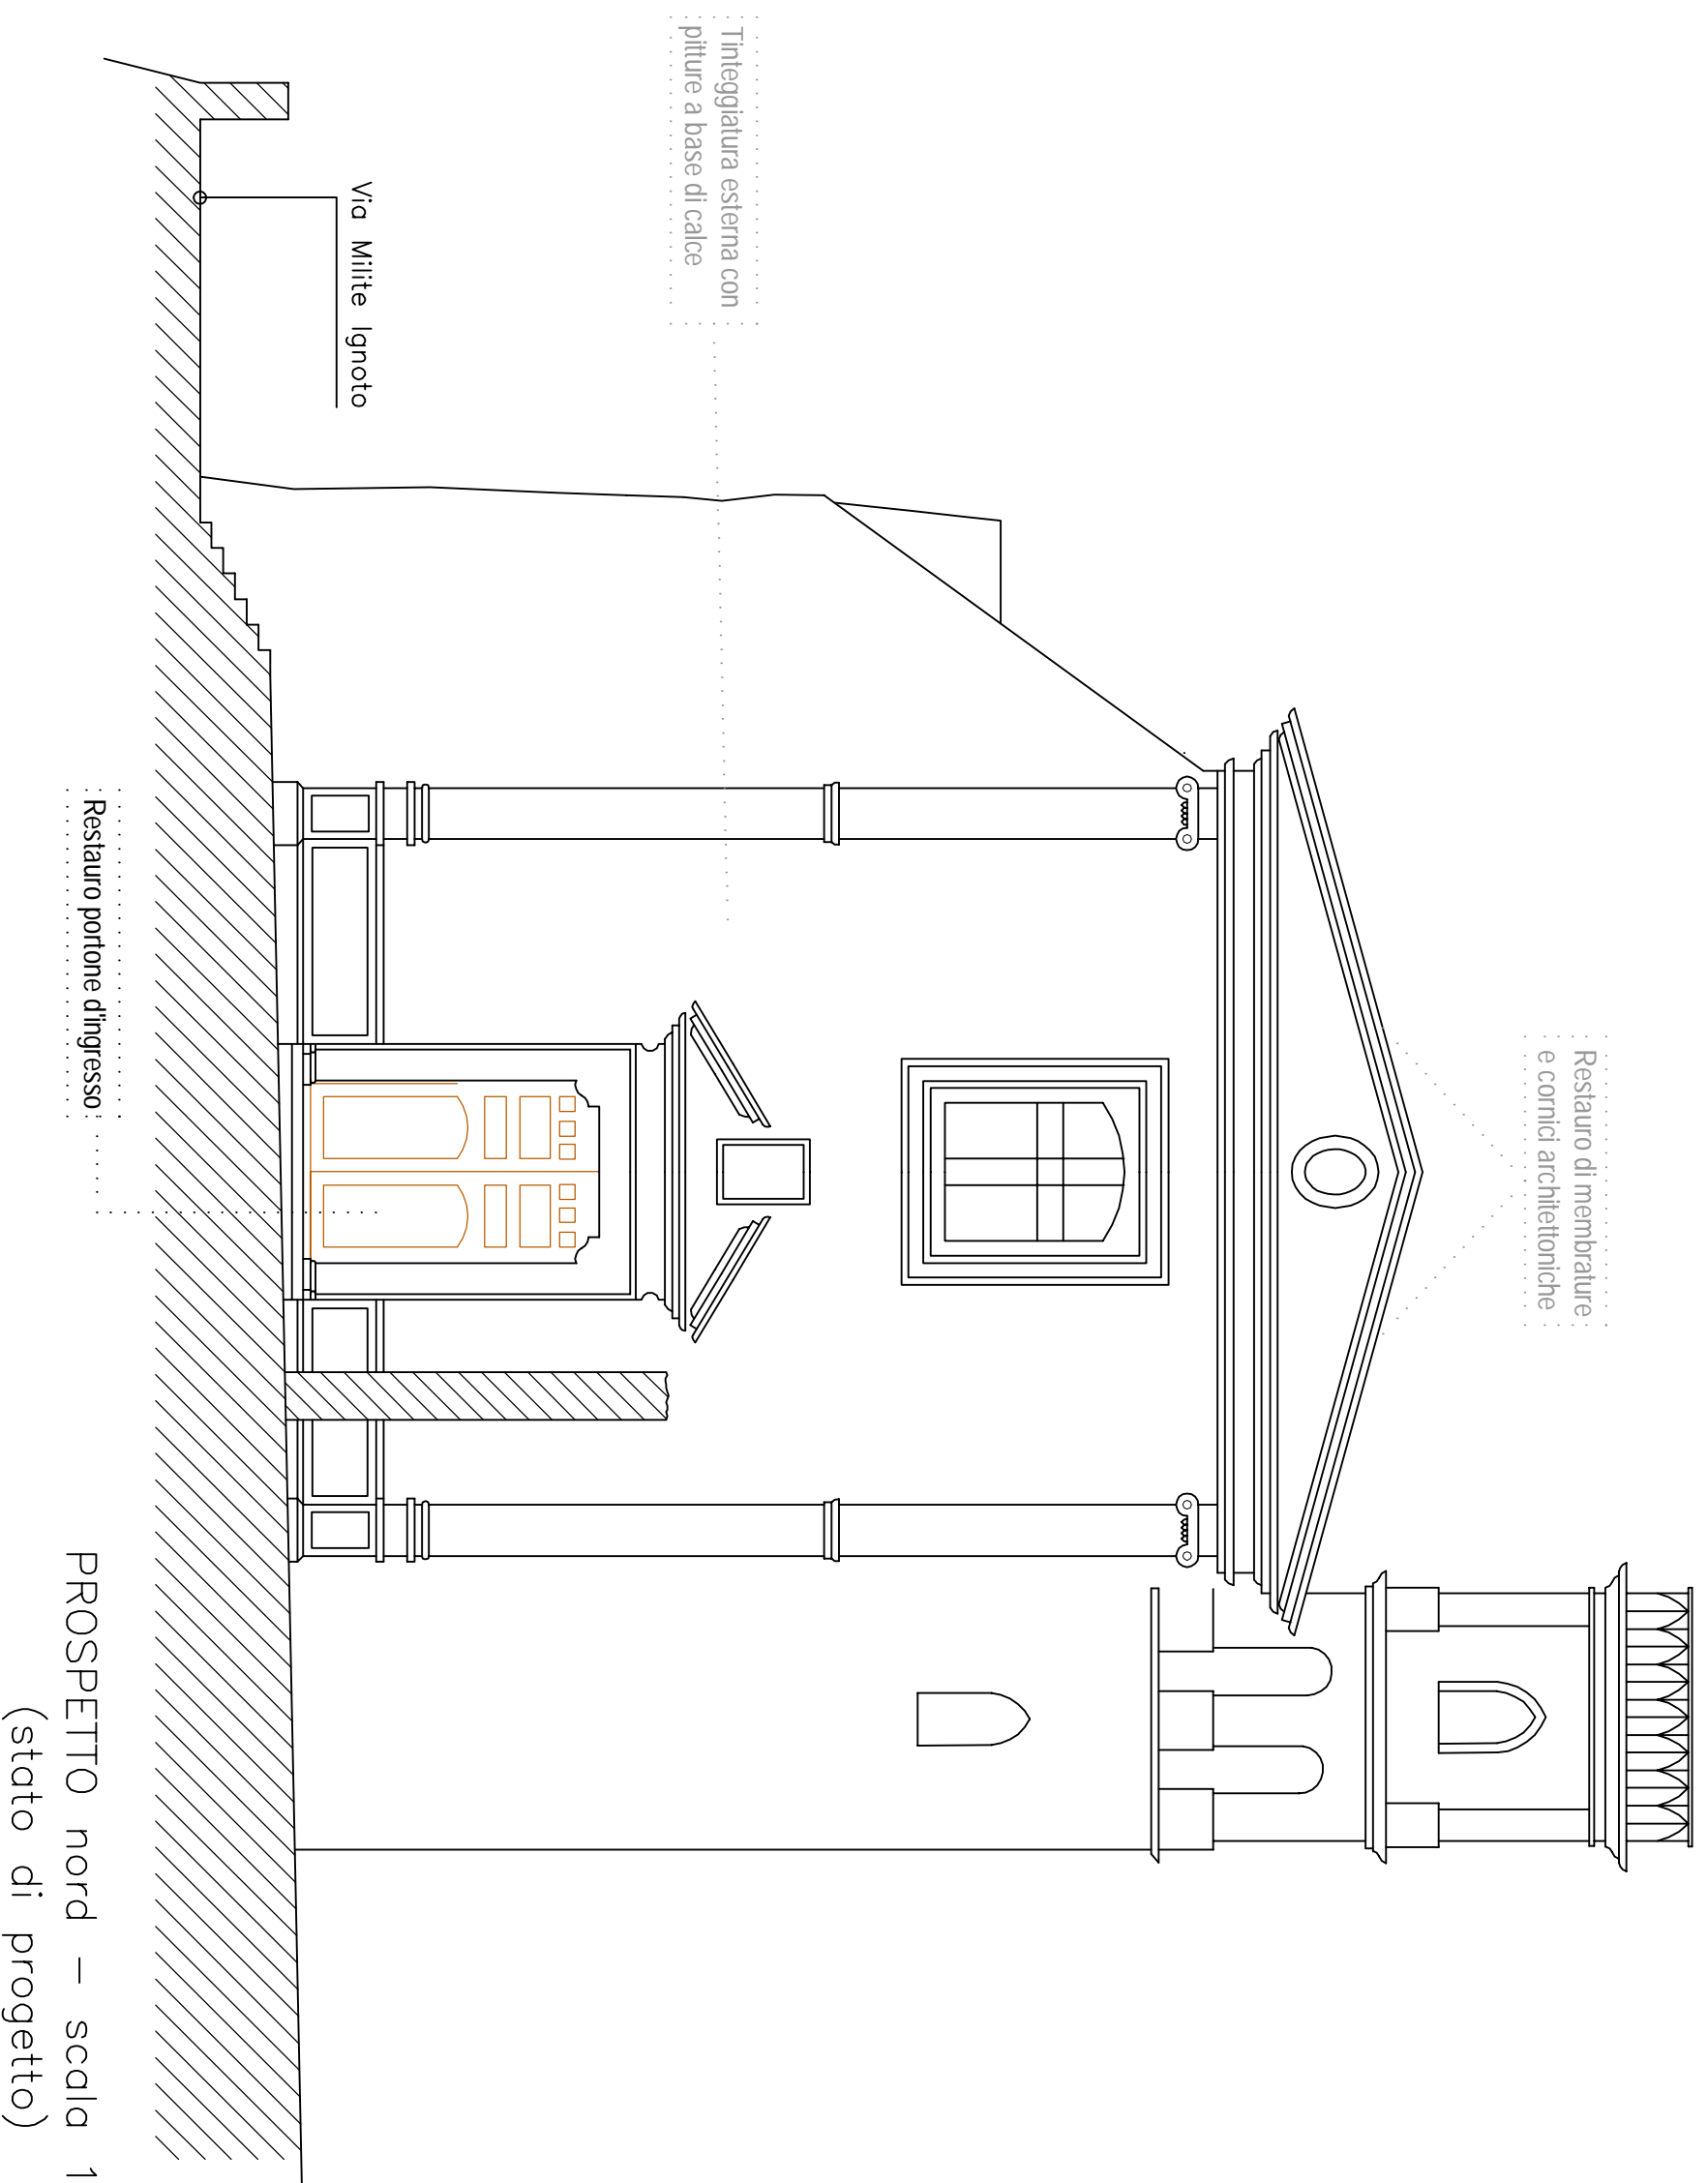 Restauro di membrature
e cornici architettoniche
Tinteggiatura esterna con
pitture a base di calce
Via Milite Ignoto
Restauro portone d'ingresso
PROSPETTO nord – scala 1
(stato di progetto)